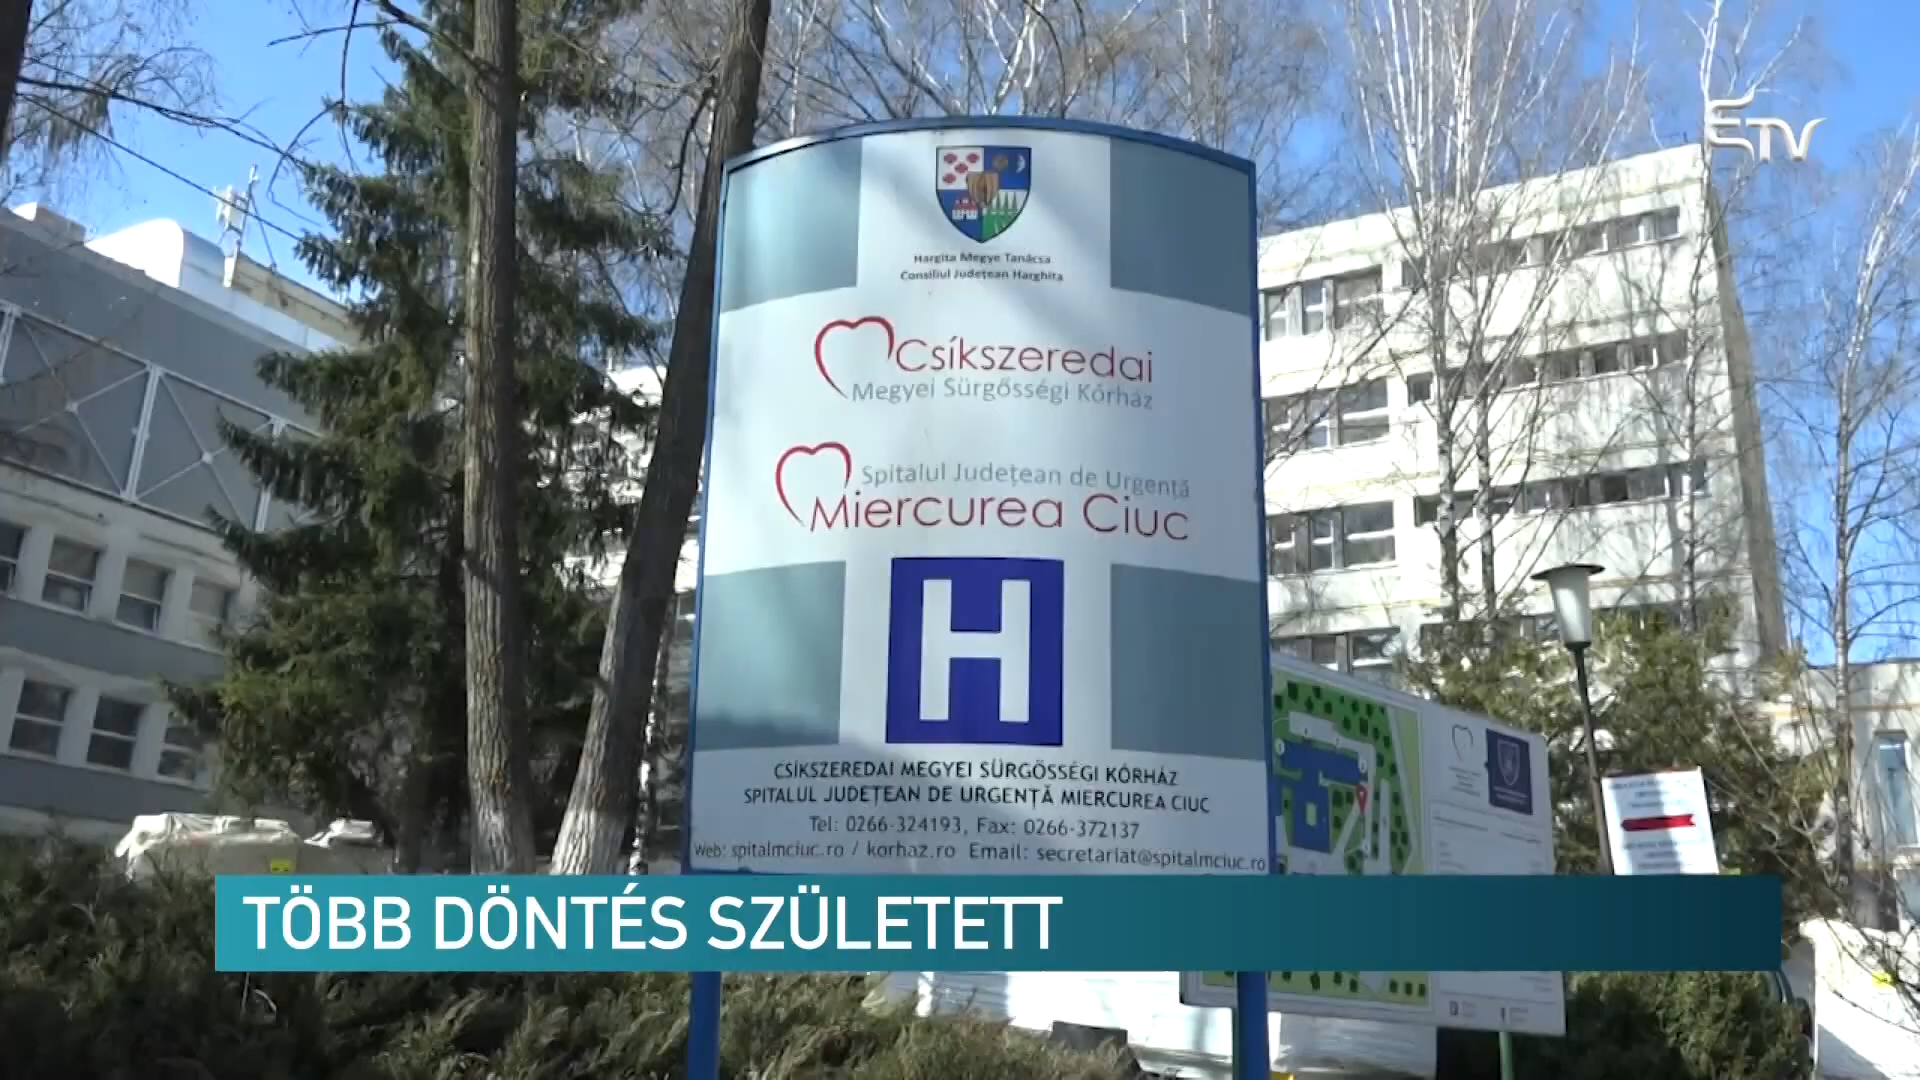 ETV
Hargita Megye Tanácsa
Consiliul Județean Harghita
Csíkszeredai
Megyei Sürgősségi Kórház
Spitalul Județean de Urgență
Miercurea Ciuc
H
CSÍKSZEREDAI MEGYEI SÜRGŐSSÉGI KÓRHÁZ
SPITALUL JUDEȚEAN DE URGENȚĂ MIERCUREA CIUC
Tel: 0266-324193, Fax: 0266-372137
Web: spitalmciuc.ro / korhaz.ro Email: secretariat@spitalmciuc.ro
TÖBB DÖNTÉS SZÜLETETT